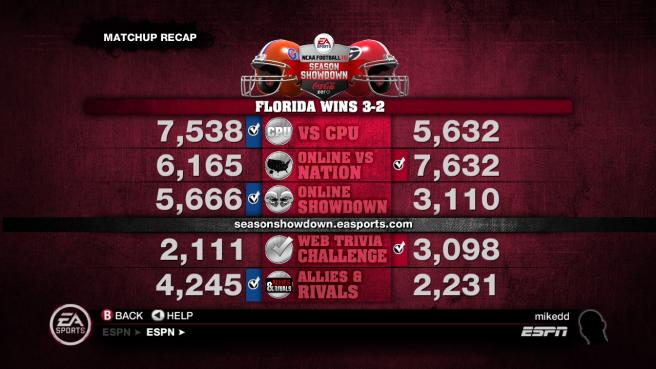 MATCHUP RECAP
EA SPORTS
NCAA FOOTBALL 10
SEASON
SHOWDOWN
Coca-Cola
zero
FLORIDA WINS 3-2
7,538 CPU VS CPU 5,632
6,165 ONLINE VS NATION 7,632
5,666 ONLINE SHOWDOWN 3,110
seasonshowdown.easports.com
2,111 WEB TRIVIA CHALLENGE 3,098
4,245 ALLIES & RIVALS ALLIES & RIVALS 2,231
EA SPORTS
B BACK HELP
mikedd
ESPN > ESPN >
ESPN